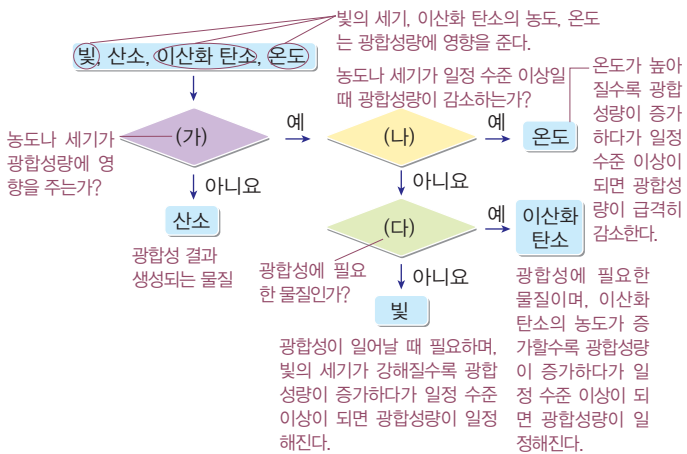 빛의 세기, 이산화 탄소의 농도, 온도
는 광합성량에 영향을 준다.
빛, 산소, 이산화 탄소, 온도
농도나 세기가 일정 수준 이상일
때 광합성량이 감소하는가?
온도가 높아
질수록 광합
성량이 증가
하다가 일정
수준 이상이
되면 광합성
량이 급격히
감소한다.
농도나 세기가
광합성량에 영
향을 주는가?
(가)
예
(나)
예
온도
아니요
아니요
산소
광합성 결과
생성되는 물질
(다)
예
이산화
탄소
광합성에 필요
한 물질인가?
아니요
빛
광합성에 필요한
물질이며, 이산화
탄소의 농도가 증
가할수록 광합성량
이 증가하다가 일
정 수준 이상이 되
면 광합성량이 일
정해진다.
광합성이 일어날 때 필요하며,
빛의 세기가 강해질수록 광합
성량이 증가하다가 일정 수준
이상이 되면 광합성량이 일정
해진다.